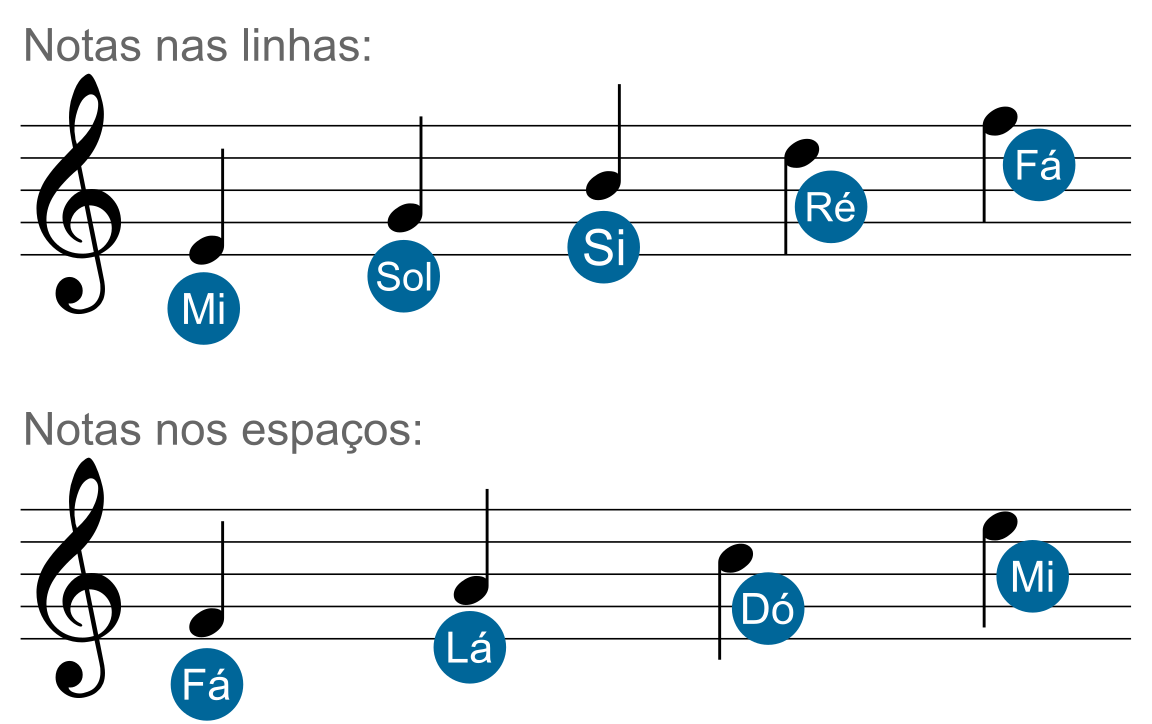 Notas nas linhas:
Mi
Sol
Si
Ré
Fá
Notas nos espaços:
Fá
Lá
Dó
Mi